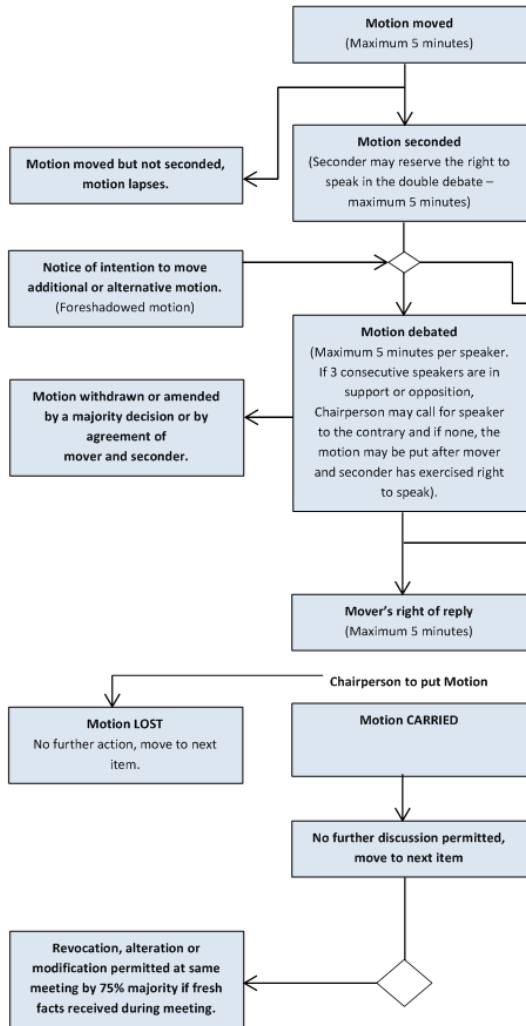 Motion moved
(Maximum 5 minutes)
Motion seconded
(Seconder may reserve the right to
speak in the double debate –
maximum 5 minutes)
Motion moved but not seconded,
motion lapses.
Notice of intention to move
additional or alternative motion.
(Foreshadowed motion)
Motion debated
(Maximum 5 minutes per speaker.
If 3 consecutive speakers are in
support or opposition,
Chairperson may call for speaker
to the contrary and if none, the
motion may be put after mover
and seconder has exercised right
to speak).
Motion withdrawn or amended
by a majority decision or by
agreement of
mover and seconder.
Mover’s right of reply
(Maximum 5 minutes)
Chairperson to put Motion
Motion LOST
No further action, move to next
item.
Motion CARRIED
No further discussion permitted,
move to next item
Revocation, alteration or
modification permitted at same
meeting by 75% majority if fresh
facts received during meeting.